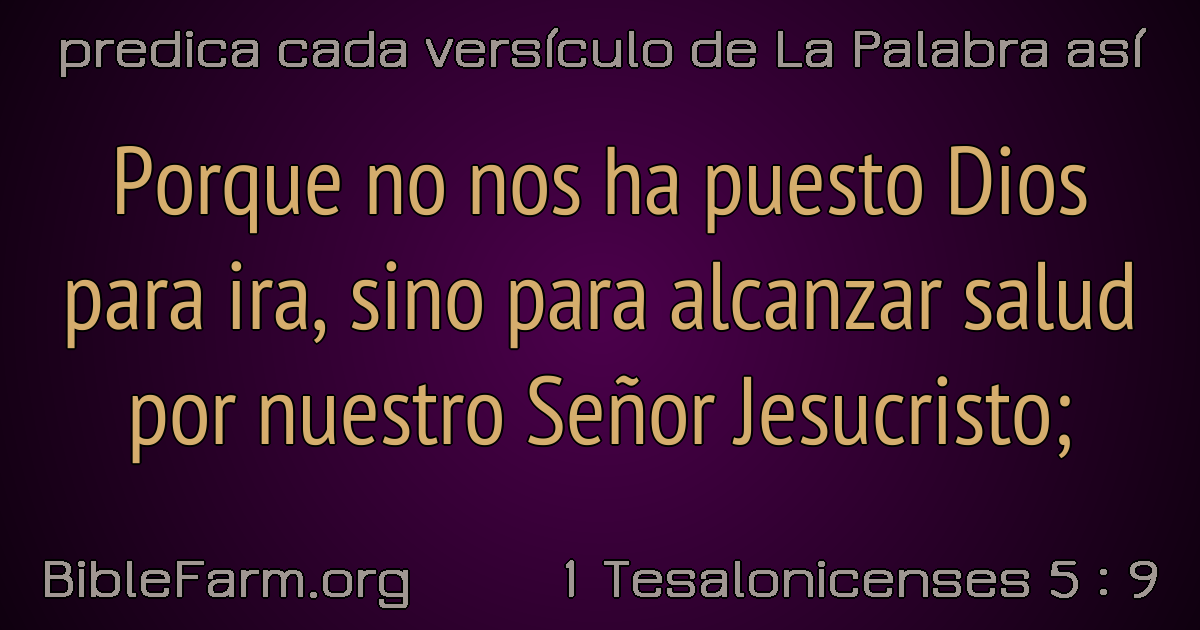 predica cada versículo de La Palabra así
Porque no nos ha puesto Dios
para ira, sino para alcanzar salud
por nuestro Señor Jesucristo;
BibleFarm.org 1 Tesalonicenses 5 : 9